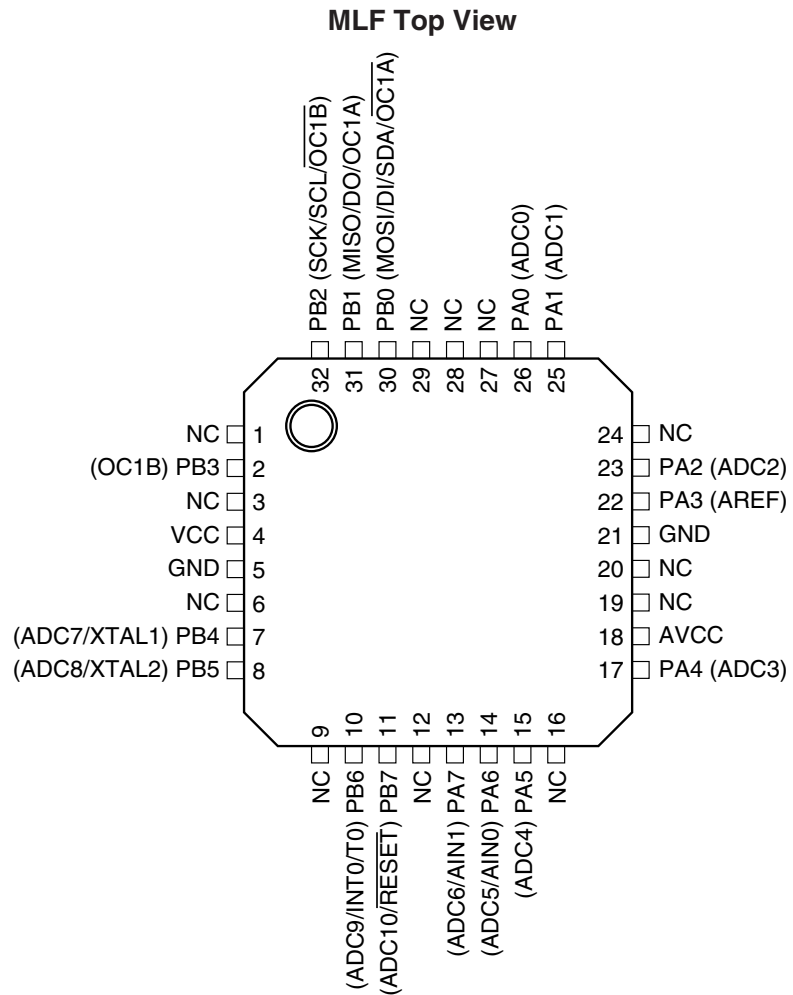 MLF Top View
PB2 (SCK/SCL/O̅C̅1̅B̅)
PB1 (MISO/DO/OC1A)
PB0 (MOSI/DI/SDA/O̅C̅1̅A̅)
NC
NC
NC
PA0 (ADC0)
PA1 (ADC1)
32
31
30
29
28
27
26
25
NC 1
(OC1B) PB3 2
NC 3
VCC 4
GND 5
NC 6
(ADC7/XTAL1) PB4 7
(ADC8/XTAL2) PB5 8
24 NC
23 PA2 (ADC2)
22 PA3 (AREF)
21 GND
20 NC
19 NC
18 AVCC
17 PA4 (ADC3)
9
10
11
12
13
14
15
16
NC
(ADC9/INT0/T0) PB6
(ADC10/R̅E̅S̅E̅T̅) PB7
NC
(ADC6/AIN1) PA7
(ADC5/AIN0) PA6
(ADC4) PA5
NC